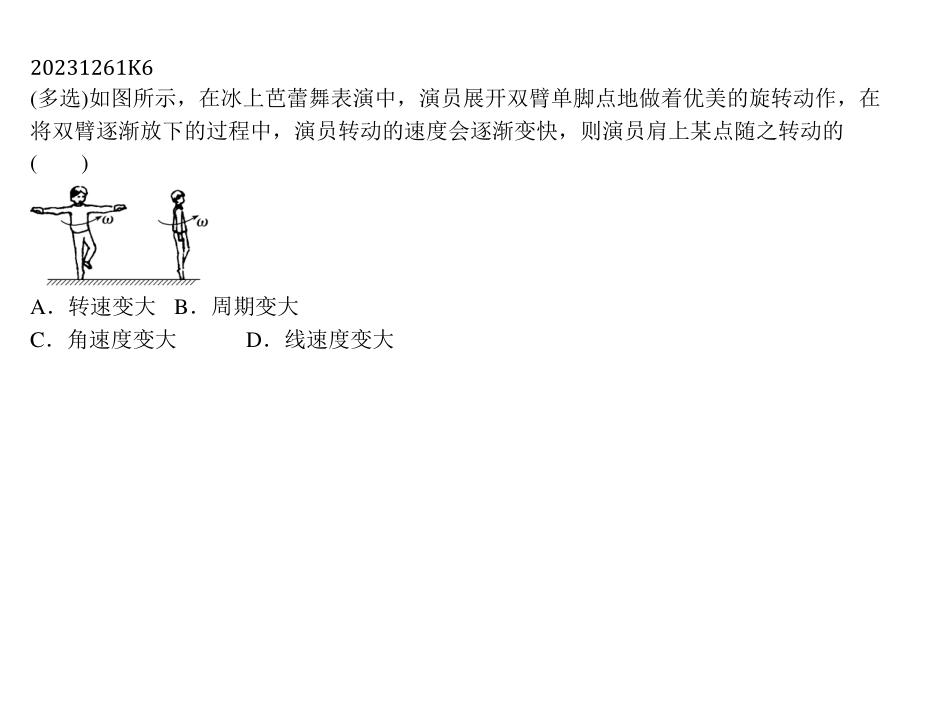 20231261K6
(多选)如图所示，在冰上芭蕾舞表演中，演员展开双臂单脚点地做着优美的旋转动作，在
将双臂逐渐放下的过程中，演员转动的速度会逐渐变快，则演员肩上某点随之转动的
(　　)
ω ω
A．转速变大 B．周期变大
C．角速度变大 D．线速度变大